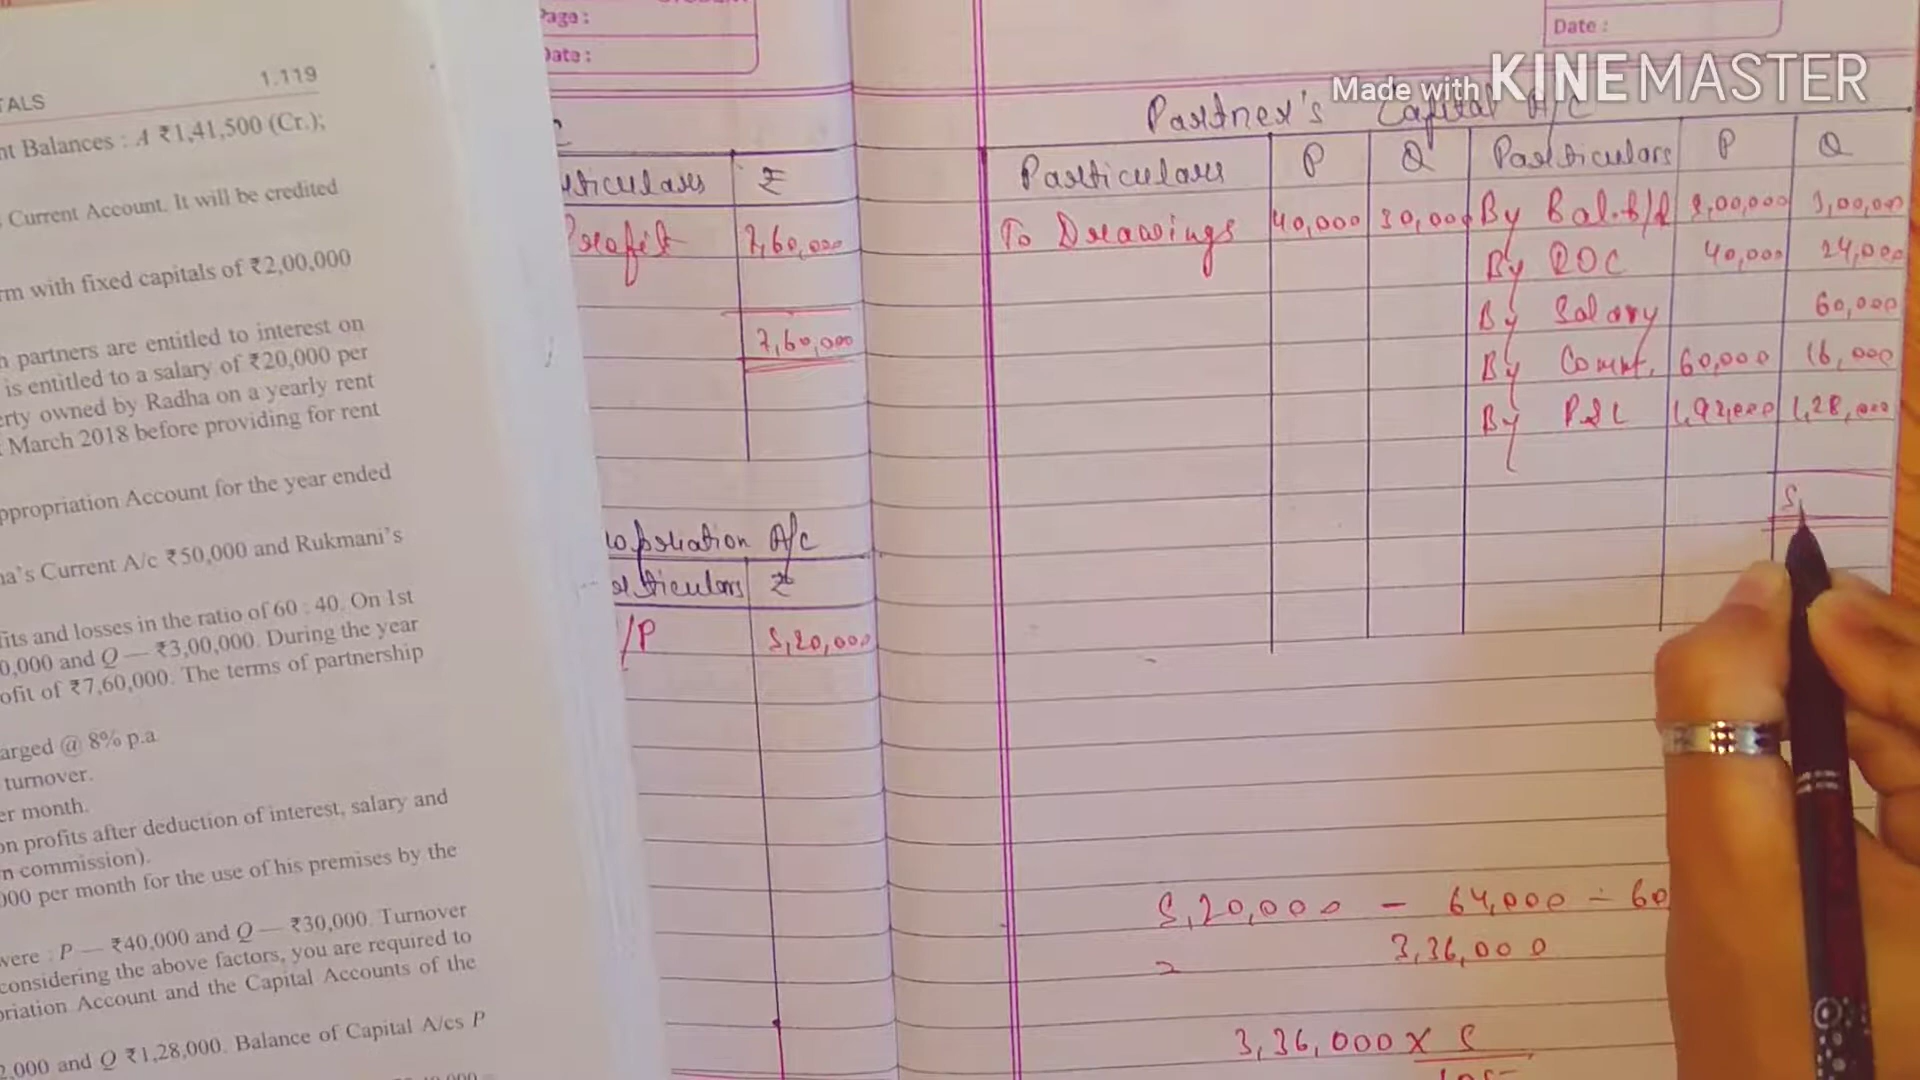 TALS 1.119
nt Balances : A ₹1,41,500 (Cr.);
Current Account. It will be credited
rm with fixed capitals of ₹2,00,000
h partners are entitled to interest on
is entitled to a salary of ₹20,000 per
erty owned by Radha on a yearly rent
March 2018 before providing for rent
ppropriation Account for the year ended
na's Current A/c ₹50,000 and Rukmani's
fits and losses in the ratio of 60 : 40. On 1st
0,000 and Q — ₹3,00,000. During the year
ofit of ₹7,60,000. The terms of partnership
arged @ 8% p.a
turnover.
er month.
on profits after deduction of interest, salary and
n commission).
000 per month for the use of his premises by the
were : P — ₹40,000 and Q — ₹30,000. Turnover
considering the above factors, you are required to
priation Account and the Capital Accounts of the
2,000 and Q ₹1,28,000. Balance of Capital A/cs P
Page :
Date :
rticulars ₹
Profit 7,60,000
7,60,000
opriation A/c
rticulars ₹
/P 5,20,000
Date :
Made with KINEMASTER
Partner's Capital A/c
Particulars P Q Particulars P Q
To Drawings 40,000 30,000 By Bal. b/d 5,00,000 3,00,000
By IOC 40,000 24,000
By Salary 60,000
By Comm. 60,000 16,000
By P&L 1,92,000 1,28,000
5,
5,20,000 - 64,000 - 60
= 3,36,000
3,36,000 x 5
105